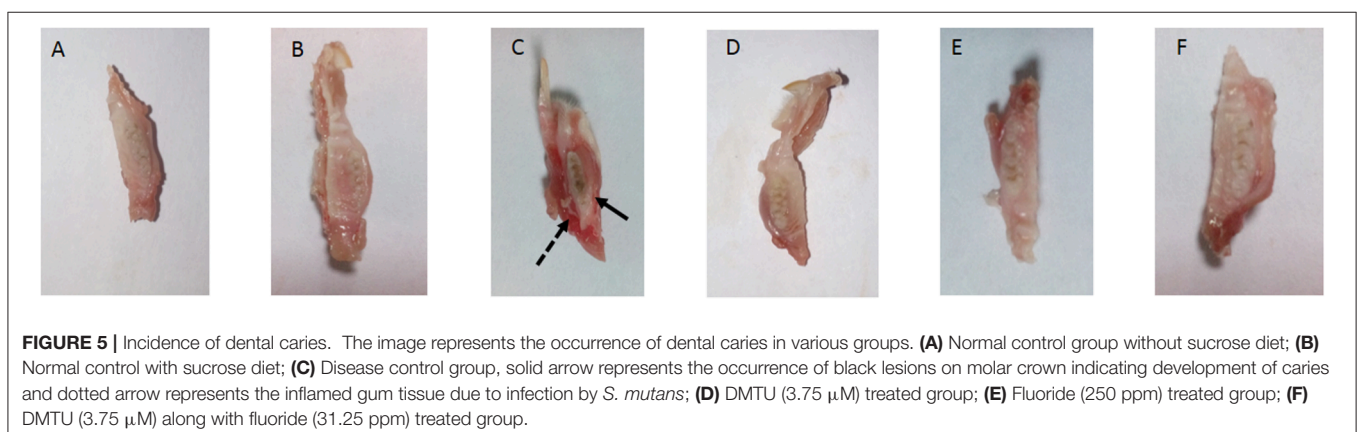 A B C D E F
FIGURE 5 | Incidence of dental caries. The image represents the occurrence of dental caries in various groups. (A) Normal control group without sucrose diet; (B)
Normal control with sucrose diet; (C) Disease control group, solid arrow represents the occurrence of black lesions on molar crown indicating development of caries
and dotted arrow represents the inflamed gum tissue due to infection by S. mutans; (D) DMTU (3.75 μM) treated group; (E) Fluoride (250 ppm) treated group; (F)
DMTU (3.75 μM) along with fluoride (31.25 ppm) treated group.